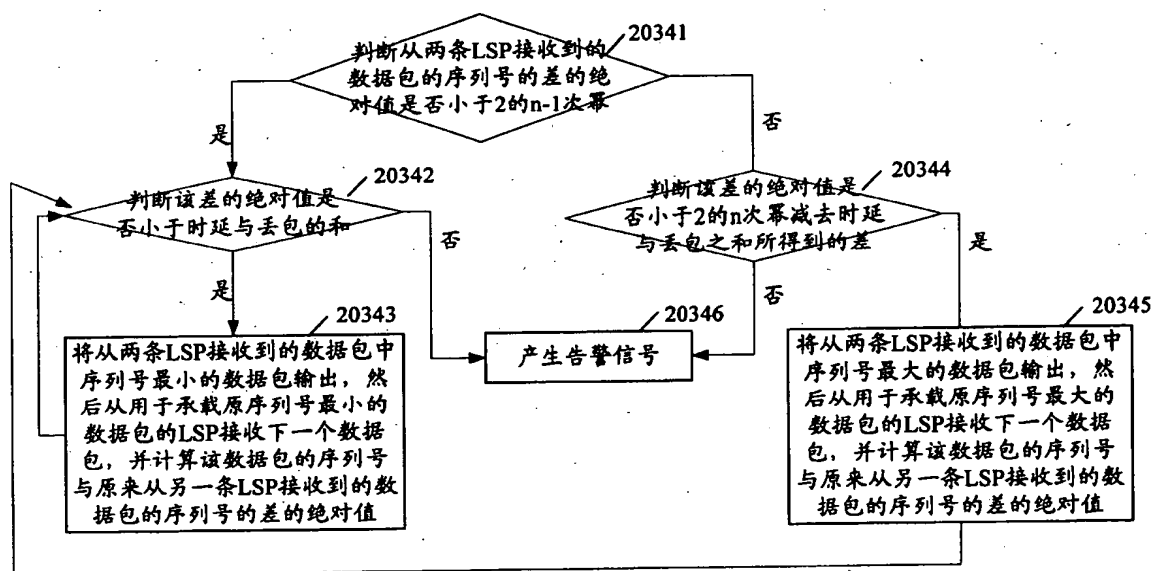 20341
判断从两条LSP接收到的
数据包的序列号的差的绝
对值是否小于2的n-1次幂
是
否
20342
判断该差的绝对值是
否小于时延与丢包的和
20344
判断该差的绝对值是
否小于2的n次幂减去时延
与丢包之和所得到的差
否
是
是
否
20343
将从两条LSP接收到的数据包中
序列号最小的数据包输出，然
后从用于承载原序列号最小的
数据包的LSP接收下一个数据
包，并计算该数据包的序列号
与原来从另一条LSP接收到的数
据包的序列号的差的绝对值
20346
产生告警信号
20345
将从两条LSP接收到的数据包中
序列号最大的数据包输出，然
后从用于承载原序列号最大的
数据包的LSP接收下一个数据
包，并计算该数据包的序列号
与原来从另一条LSP接收到的数
据包的序列号的差的绝对值